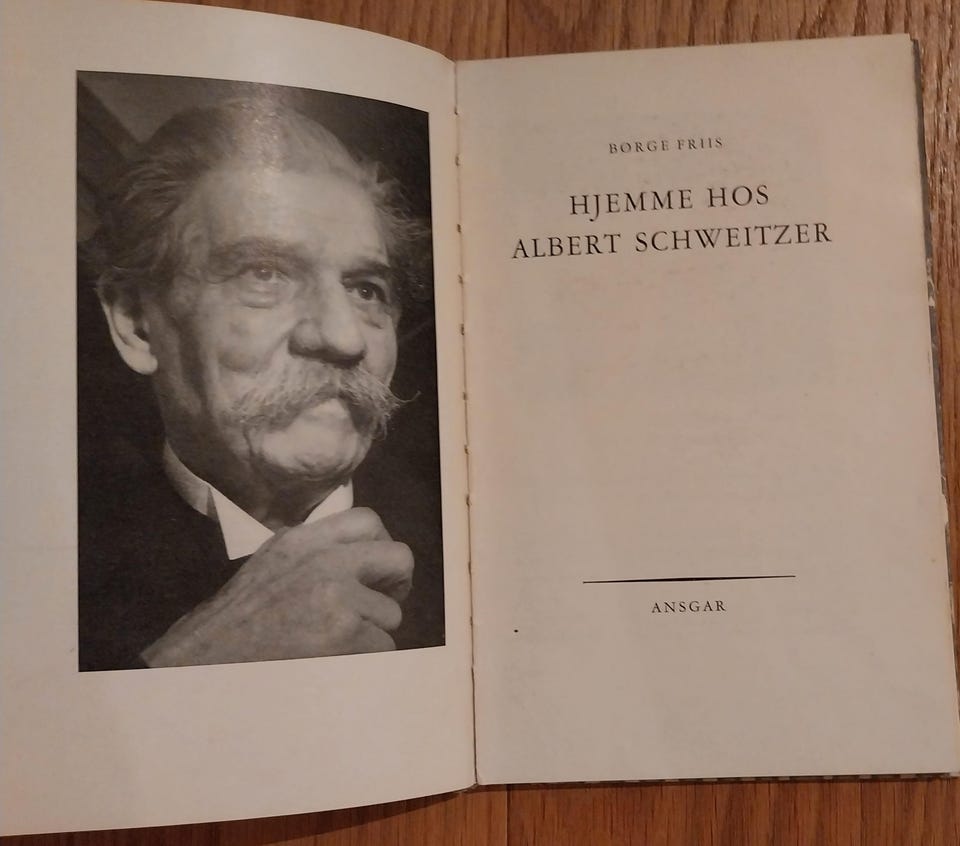 BØRGE FRIIS
HJEMME HOS
ALBERT SCHWEITZER
ANSGAR